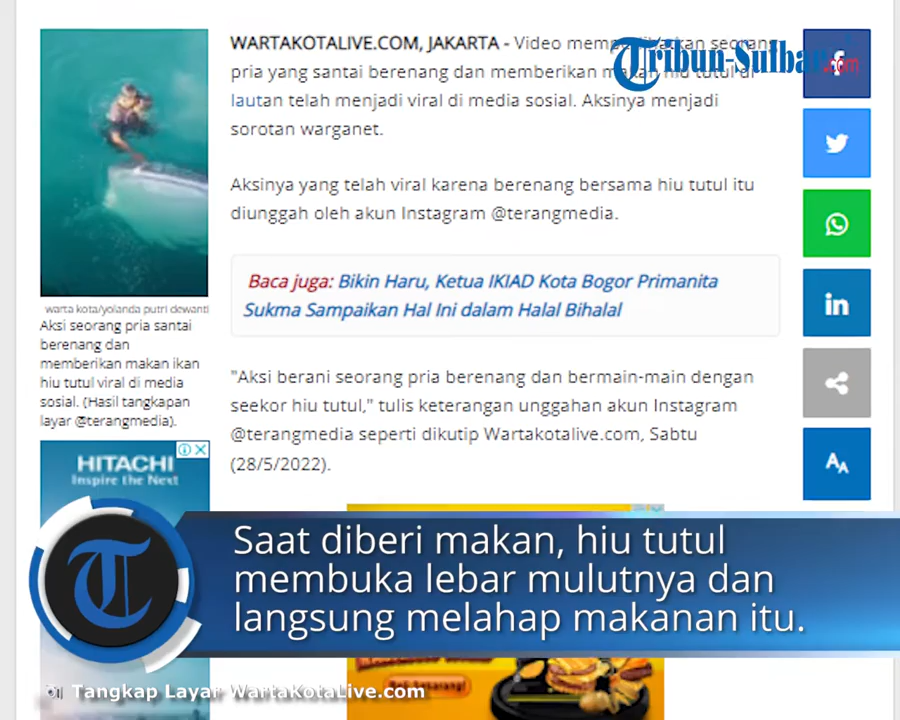 WARTAKOTALIVE.COM, JAKARTA - Video memperlihatkan seorang
pria yang santai berenang dan memberikan makan hiu tutul di
lautan telah menjadi viral di media sosial. Aksinya menjadi
sorotan warganet.
Tribun-Sulbar.com
Aksinya yang telah viral karena berenang bersama hiu tutul itu
diunggah oleh akun Instagram @terangmedia.
Baca juga: Bikin Haru, Ketua IKIAD Kota Bogor Primanita
Sukma Sampaikan Hal Ini dalam Halal Bihalal
warta kota/yolanda putri dewanti
Aksi seorang pria santai
berenang dan
memberikan makan ikan
hiu tutul viral di media
sosial. (Hasil tangkapan
layar @terangmedia).
"Aksi berani seorang pria berenang dan bermain-main dengan
seekor hiu tutul," tulis keterangan unggahan akun Instagram
@terangmedia seperti dikutip Wartakotalive.com, Sabtu
(28/5/2022).
HITACHI
Inspire the Next
f
in
AA
T
Saat diberi makan, hiu tutul
membuka lebar mulutnya dan
langsung melahap makanan itu.
Tangkap Layar WartaKotaLive.com